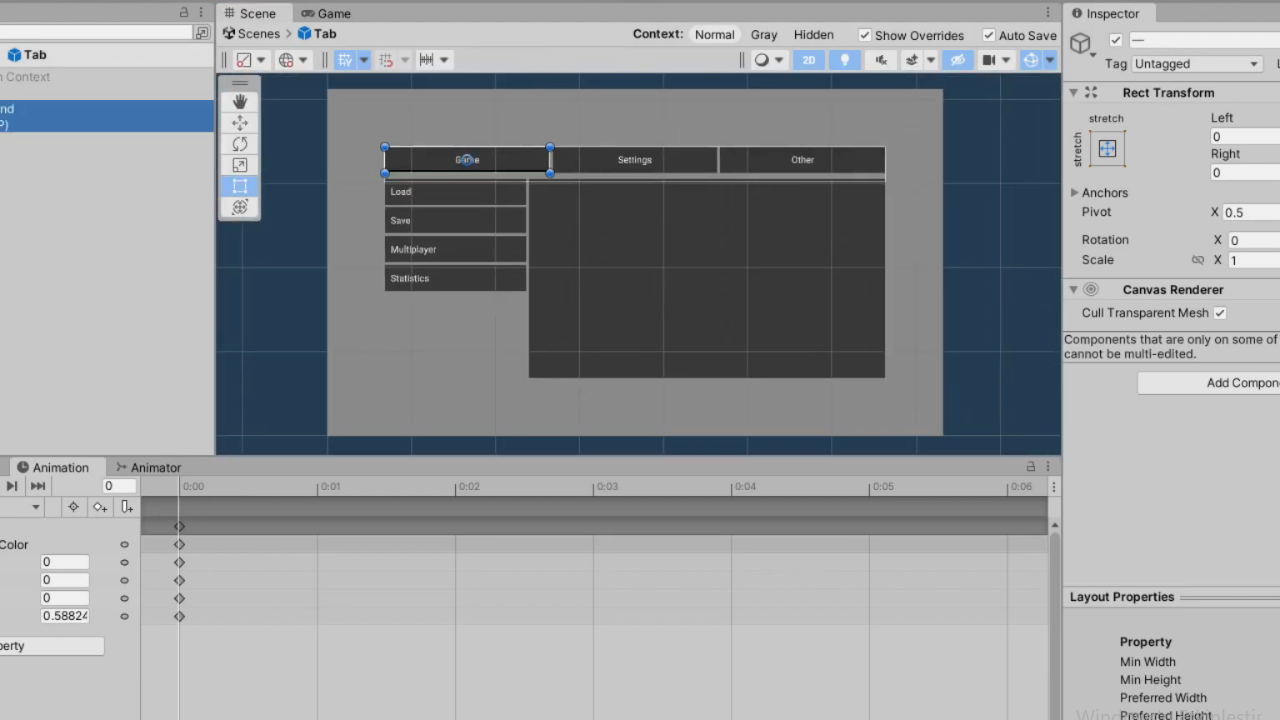 Scene
Game
Inspector
Scenes > Tab
Context:
Normal
Gray
Hidden
Show Overrides
Auto Save
Tab
n Context
2D
Tag
Untagged
nd
P)
Rect Transform
stretch
stretch
Left
0
Right
0
Anchors
Pivot
X
0.5
Rotation
X
0
Scale
X
1
Canvas Renderer
Cull Transparent Mesh
Components that are only on some of
cannot be multi-edited.
Add Compon
Game
Settings
Other
Load
Save
Multiplayer
Statistics
Animation
Animator
0
0:00
0:01
0:02
0:03
0:04
0:05
0:06
Color
0
0
0
0.58824
erty
Layout Properties
Property
Min Width
Min Height
Preferred Width
Preferred Height